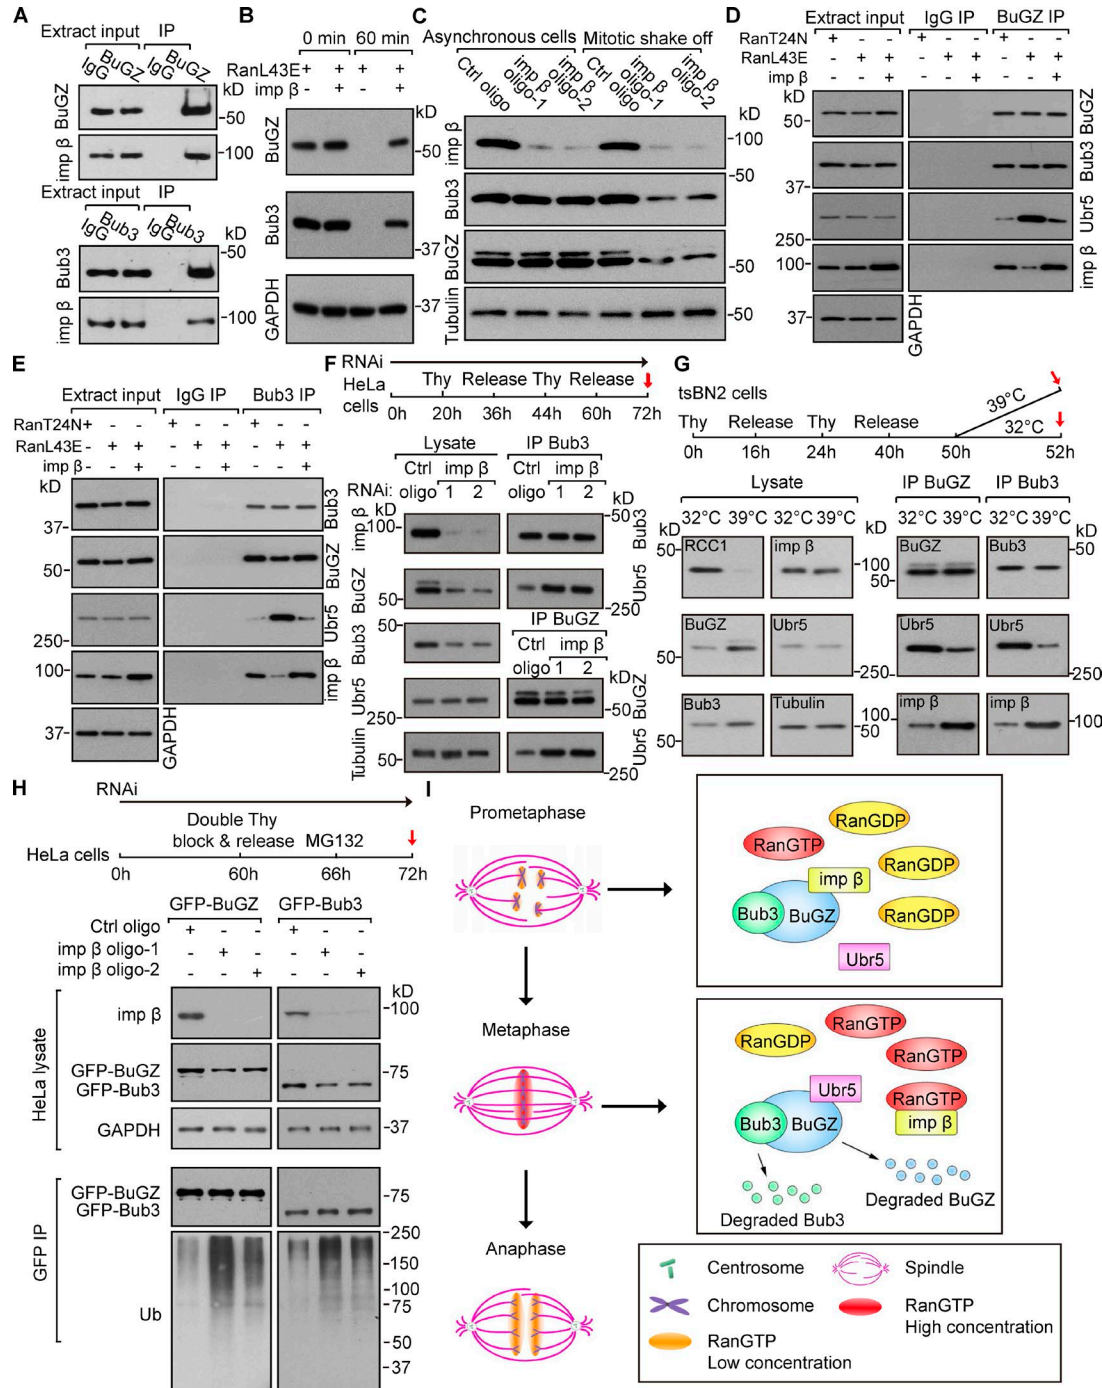 A
Extract input IP
IgG BuGZ IgG BuGZ
kD
BuGZ
-50
imp β
-100
Extract input IP
IgG Bub3 IgG Bub3
kD
-50
Bub3
imp β
-100
B
0 min 60 min
RanL43E + + + +
imp β - + - +
kD
BuGZ
-50
Bub3
-37
GAPDH
-37
C
Asynchronous cells Mitotic shake off
Ctrl oligo imp β oligo-1 imp β oligo-2 Ctrl oligo imp β oligo-1 imp β oligo-2
kD
imp β
-100
-50
Bub3
BuGZ
-50
Tubulin
-50
D
Extract input IgG IP BuGZ IP
RanT24N + - - + - - + - -
RanL43E - + + - + + - + +
imp β - - + - - + - - +
kD
50-
BuGZ
37-
Bub3
250-
Ubr5
100-
imp β
37-
GAPDH
E
Extract input IgG IP Bub3 IP
RanT24N + - - + - - + - -
RanL43E - + + - + + - + +
imp β - - + - - + - - +
kD
37-
Bub3
50-
BuGZ
250-
Ubr5
100-
imp β
37-
GAPDH
F
RNAi
HeLa cells
Thy Release Thy Release
0h 20h 36h 44h 60h 72h
Lysate IP Bub3
Ctrl oligo imp β Ctrl oligo imp β
RNAi: 1 2 1 2
kD kD
imp β
100-
50-
Bub3
BuGZ
50-
250-
Ubr5
50-
Bub3
IP BuGZ
Ctrl oligo imp β
1 2
kD
Ubr5
250-
50-
BuGZ
Tubulin
50-
250-
Ubr5
G
tsBN2 cells
39°C
32°C
Thy Release Thy Release
0h 16h 24h 40h 50h 52h
Lysate IP BuGZ IP Bub3
32°C 39°C 32°C 39°C 32°C 39°C 32°C 39°C
kD kD kD
50- RCC1 imp β -100 50- BuGZ Bub3 -50
50- BuGZ Ubr5 -250 Ubr5 Ubr5 -250
50- Bub3 Tubulin -50 100- imp β imp β -100
H
RNAi
Double Thy
block & release MG132
HeLa cells
0h 60h 66h 72h
GFP-BuGZ GFP-Bub3
Ctrl oligo + - - + - -
imp β oligo-1 - + - - + -
imp β oligo-2 - - + - - +
kD
HeLa lysate
imp β -100
GFP-BuGZ -75
GFP-Bub3
GAPDH -37
GFP IP
GFP-BuGZ -75
GFP-Bub3
-250
-150
-100
-75
Ub
-50
-37
I
Prometaphase
RanGDP
RanGTP
RanGDP
imp β
Bub3 BuGZ
RanGDP
Ubr5
Metaphase
RanGTP
RanGDP
RanGTP
Ubr5
RanGTP
imp β
Bub3 BuGZ
Degraded BuGZ
Degraded Bub3
Anaphase
Centrosome
Spindle
Chromosome
RanGTP
High concentration
RanGTP
Low concentration